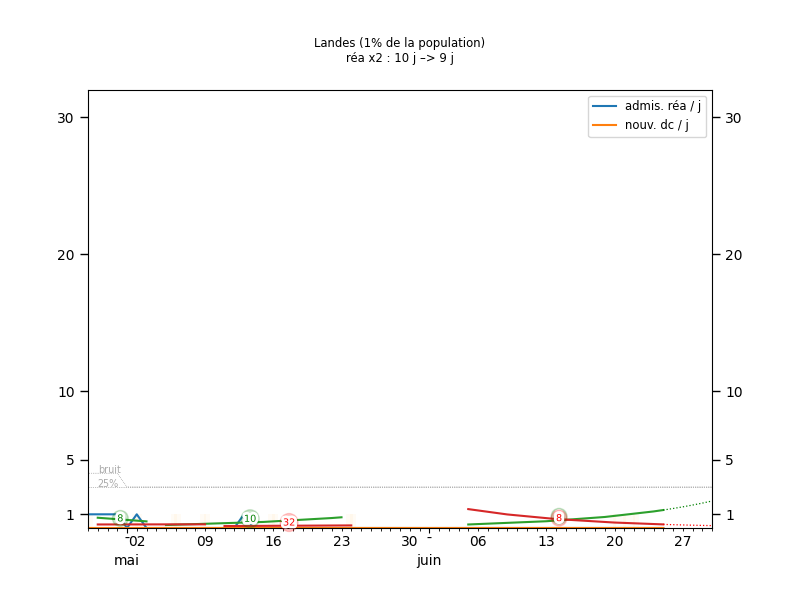 Landes (1% de la population)
réa x2 : 10 j –> 9 j
admis. réa / j
nouv. dc / j
30 30
20 20
10 10
5 5
bruit
25%
1 1
8 10 32 8
02 09 16 23 30 06 13 20 27
mai juin